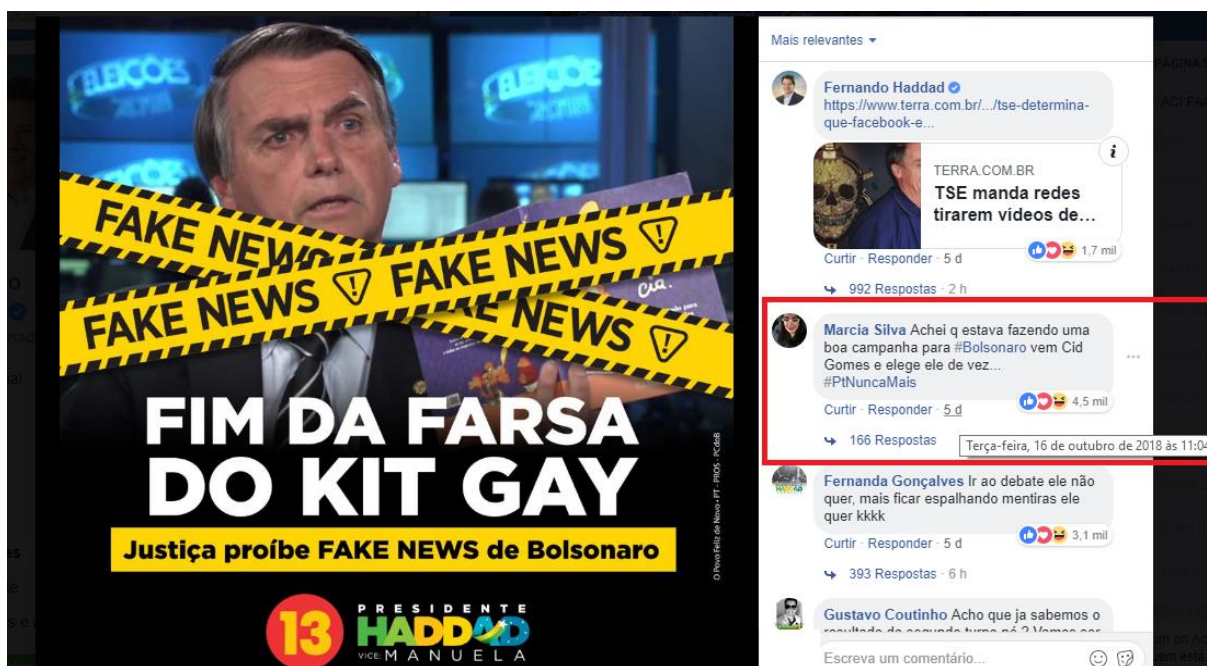 ELEIÇÕES
2018
ELEIÇÕES
2018
FAKE NEWS
FAKE NEWS
FAKE NEWS
FAKE NEWS
NEWS
Cia.
FIM DA FARSA
DO KIT GAY
Justiça proíbe FAKE NEWS de Bolsonaro
O Povo Feliz de Novo • PT - PROS - PCdoB
13
PRESIDENTE
HADDAD
VICE: MANUELA
Mais relevantes
Fernando Haddad
https://www.terra.com.br/.../tse-determina-
que-facebook-e...
TERRA.COM.BR
TSE manda redes
tirarem vídeos de...
1,7 mil
Curtir · Responder · 5 d
992 Respostas · 2 h
Marcia Silva Achei q estava fazendo uma
boa campanha para #Bolsonaro vem Cid
Gomes e elege ele de vez...
#PtNuncaMais
4,5 mil
Curtir · Responder · 5 d
166 Respostas
Terça-feira, 16 de outubro de 2018 às 11:04
Fernanda Gonçalves Ir ao debate ele não
quer, mais ficar espalhando mentiras ele
quer kkkk
3,1 mil
Curtir · Responder · 5 d
393 Respostas · 6 h
Gustavo Coutinho Acho que ja sabemos o
Escreva um comentário...